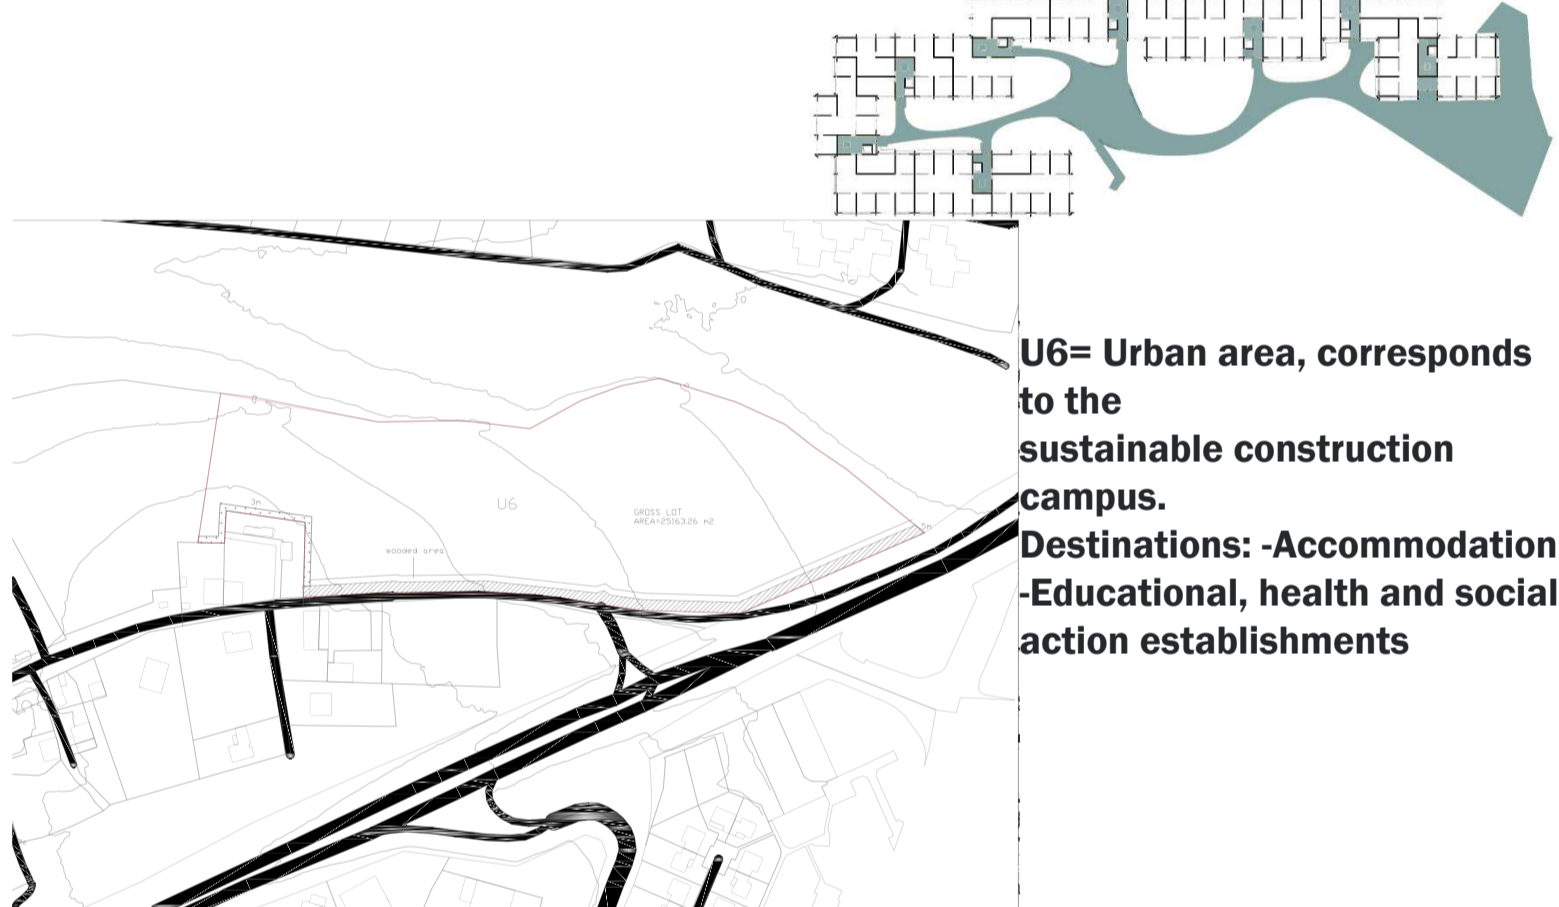 U6= Urban area, corresponds
to the
sustainable construction
campus.
Destinations: -Accommodation
-Educational, health and social
action establishments
3m
U6
GROSS LOT
AREA=25163.26 m2
5m
wooded area